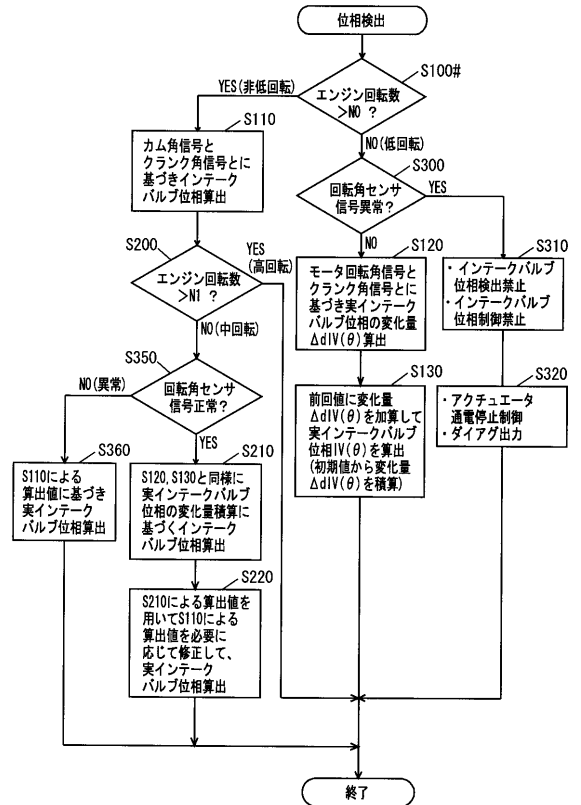 位相検出
S100#
エンジン回転数
>N0 ?
YES(非低回転)
NO(低回転)
S110
カム角信号と
クランク角信号とに
基づきインテーク
バルブ位相算出
S300
回転角センサ
信号異常?
YES
NO
S200
エンジン回転数
>N1 ?
YES
(高回転)
NO(中回転)
S120
モータ回転角信号と
クランク角信号とに
基づき実インテーク
バルブ位相の変化量
ΔdIV(θ)算出
S310
・インテークバルブ
位相検出禁止
・インテークバルブ
位相制御禁止
S350
回転角センサ
信号正常?
NO(異常)
YES
S130
前回値に変化量
ΔdIV(θ)を加算して
実インテークバルブ
位相IV(θ)を算出
(初期値から変化量
ΔdIV(θ)を積算)
S320
・アクチュエータ
通電停止制御
・ダイアグ出力
S360
S110による
算出値に基づき
実インテーク
バルブ位相算出
S210
S120,S130と同様に
実インテークバルブ
位相の変化量積算に
基づくインテーク
バルブ位相算出
S220
S210による算出値を
用いてS110による
算出値を必要に
応じて修正して、
実インテーク
バルブ位相算出
終了